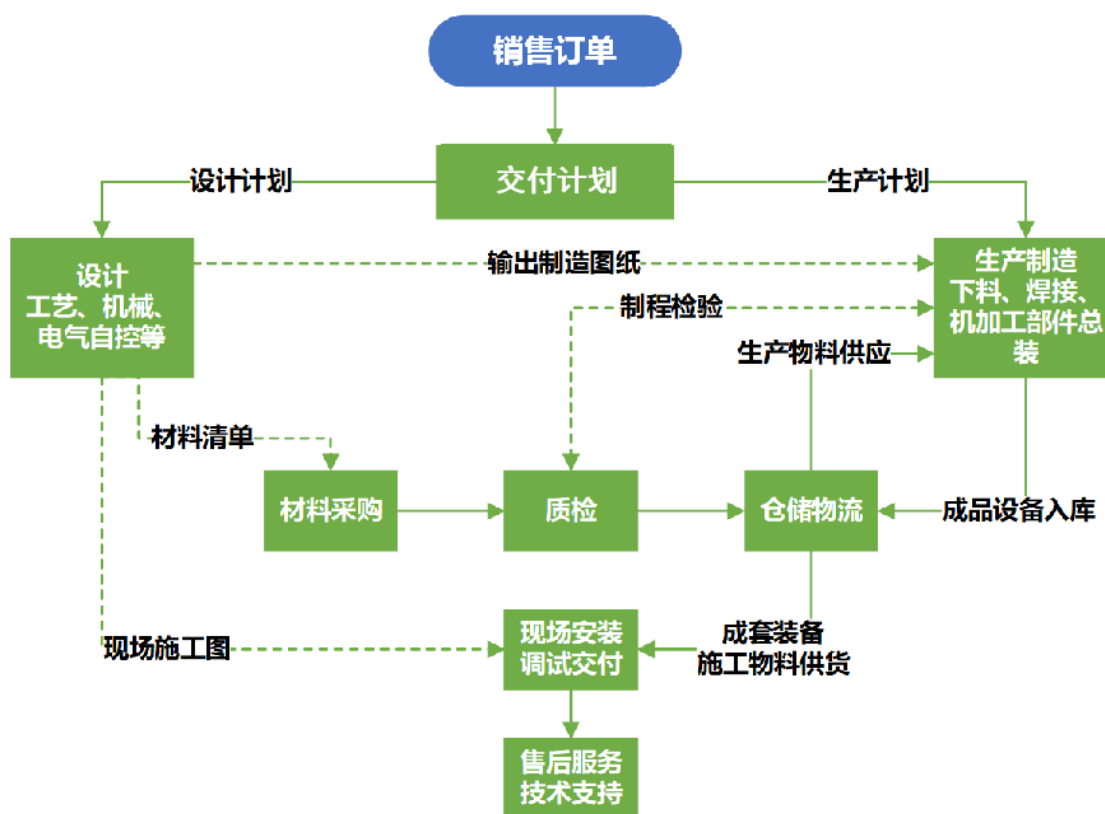 销售订单
设计计划
交付计划
生产计划
设计
工艺、机械、
电气自控等
输出制造图纸
生产制造
下料、焊接、
机加工部件总
装
制程检验
生产物料供应
材料清单
材料采购
质检
仓储物流
成品设备入库
现场施工图
现场安装
调试交付
成套装备
施工物料供货
售后服务
技术支持